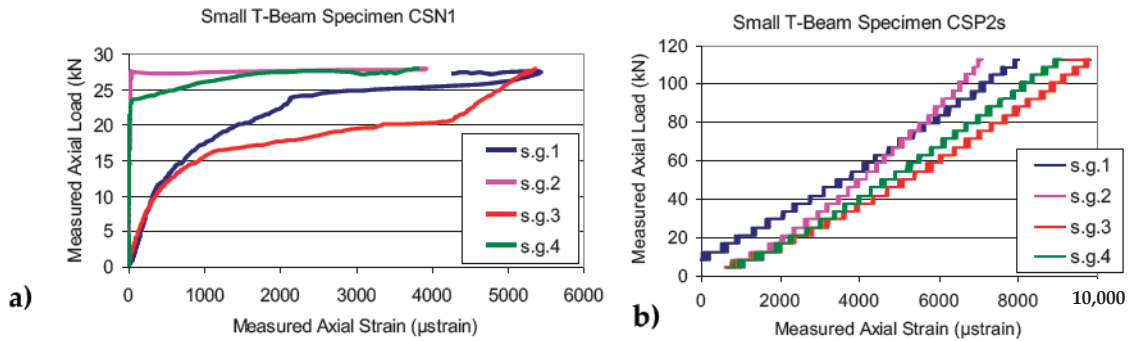 Small T-Beam Specimen CSN1
Measured Axial Load (kN
30
25
20
15
10
5
0
0 1000 2000 3000 4000 5000 6000
Measured Axial Strain (µstrain)
s.g.1
s.g.2
s.g.3
s.g.4
a)
Small T-Beam Specimen CSP2s
Measured Axial Load (kN)
120
100
80
60
40
20
0
0 2000 4000 6000 8000 10,000
Measured Axial Strain (µstrain)
s.g.1
s.g.2
s.g.3
s.g.4
b)